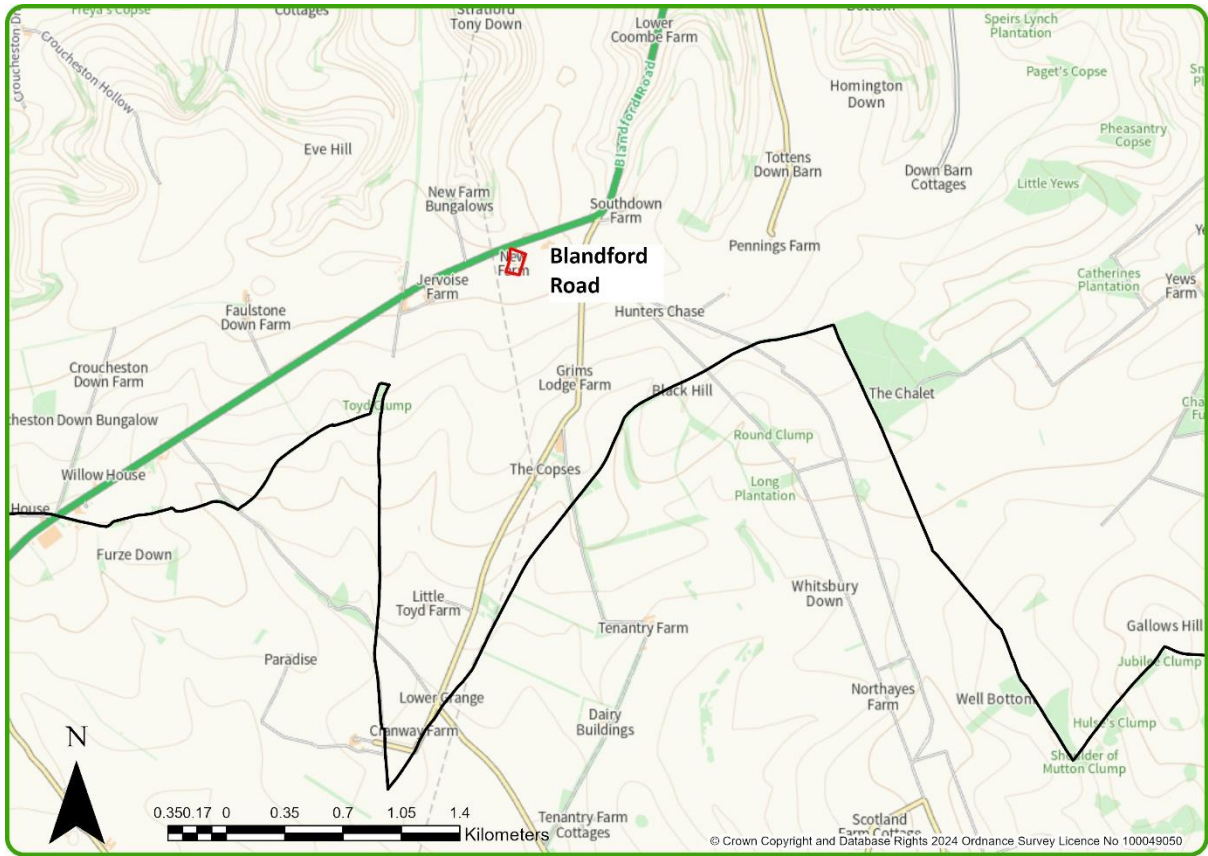 Freya's Copse
Cottages
Stratford
Tony Down
Lower
Coombe Farm
Bottom
Speirs Lynch
Plantation
Croucheston Dr
Croucheston
Hollow
Blandford Road
Homington
Down
Paget's Copse
Pheasantry
Copse
Eve Hill
Tottens
Down Barn
Down Barn
Cottages
Little Yews
New Farm
Bungalows
Southdown
Farm
Pennings Farm
New
Farm
Blandford
Road
Jervoise
Farm
Catherines
Plantation
Yews
Farm
Faulstone
Down Farm
Hunters Chase
Croucheston
Down Farm
Grims
Lodge Farm
Black Hill
The Chalet
Toyd Clump
cheston Down Bungalow
Round Clump
Willow House
The Copses
Long
Plantation
House
Furze Down
Little
Toyd Farm
Whitsbury
Down
Tenantry Farm
Gallows Hill
Paradise
Jubilee Clump
Lower Grange
Northayes
Farm
Well Bottom
Cranway Farm
Dairy
Buildings
Hulse's Clump
Shoulder of
Mutton Clump
N
0.35 0.17 0 0.35 0.7 1.05 1.4
Kilometers
Tenantry Farm
Cottages
Scotland
Farm Cottage
© Crown Copyright and Database Rights 2024 Ordnance Survey Licence No 100049050